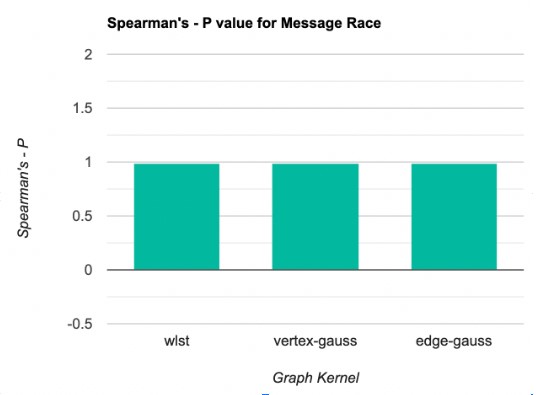 Spearman's - P value for Message Race
2
1.5
1
0.5
0
-0.5
Spearman's - P
wlst
vertex-gauss
edge-gauss
Graph Kernel